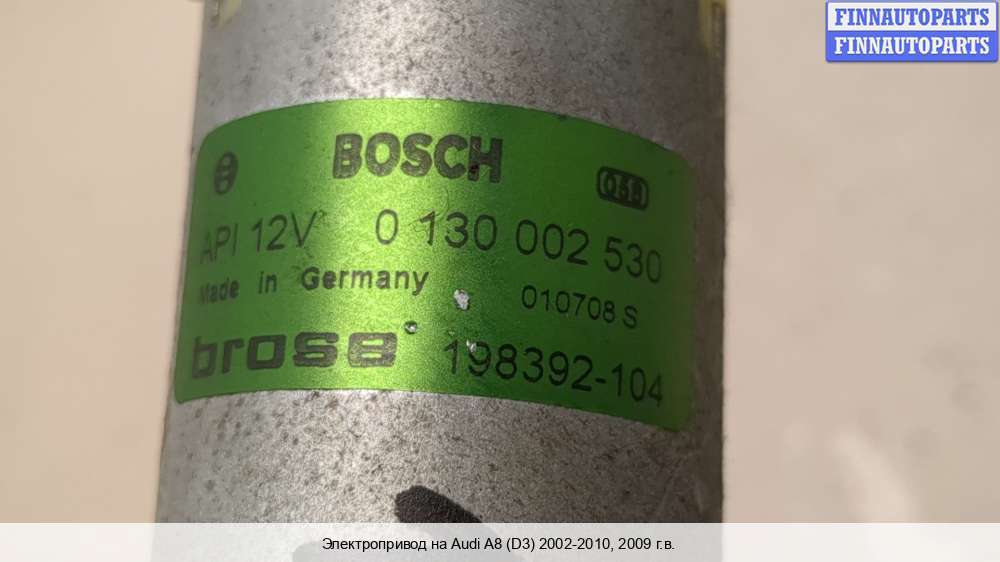 FINNAUTOPARTS
FINNAUTOPARTS
BOSCH
API 12V 0 130 002 530
Made in Germany
010708 S
brose 198392-104
Электропривод на Audi A8 (D3) 2002-2010, 2009 г.в.